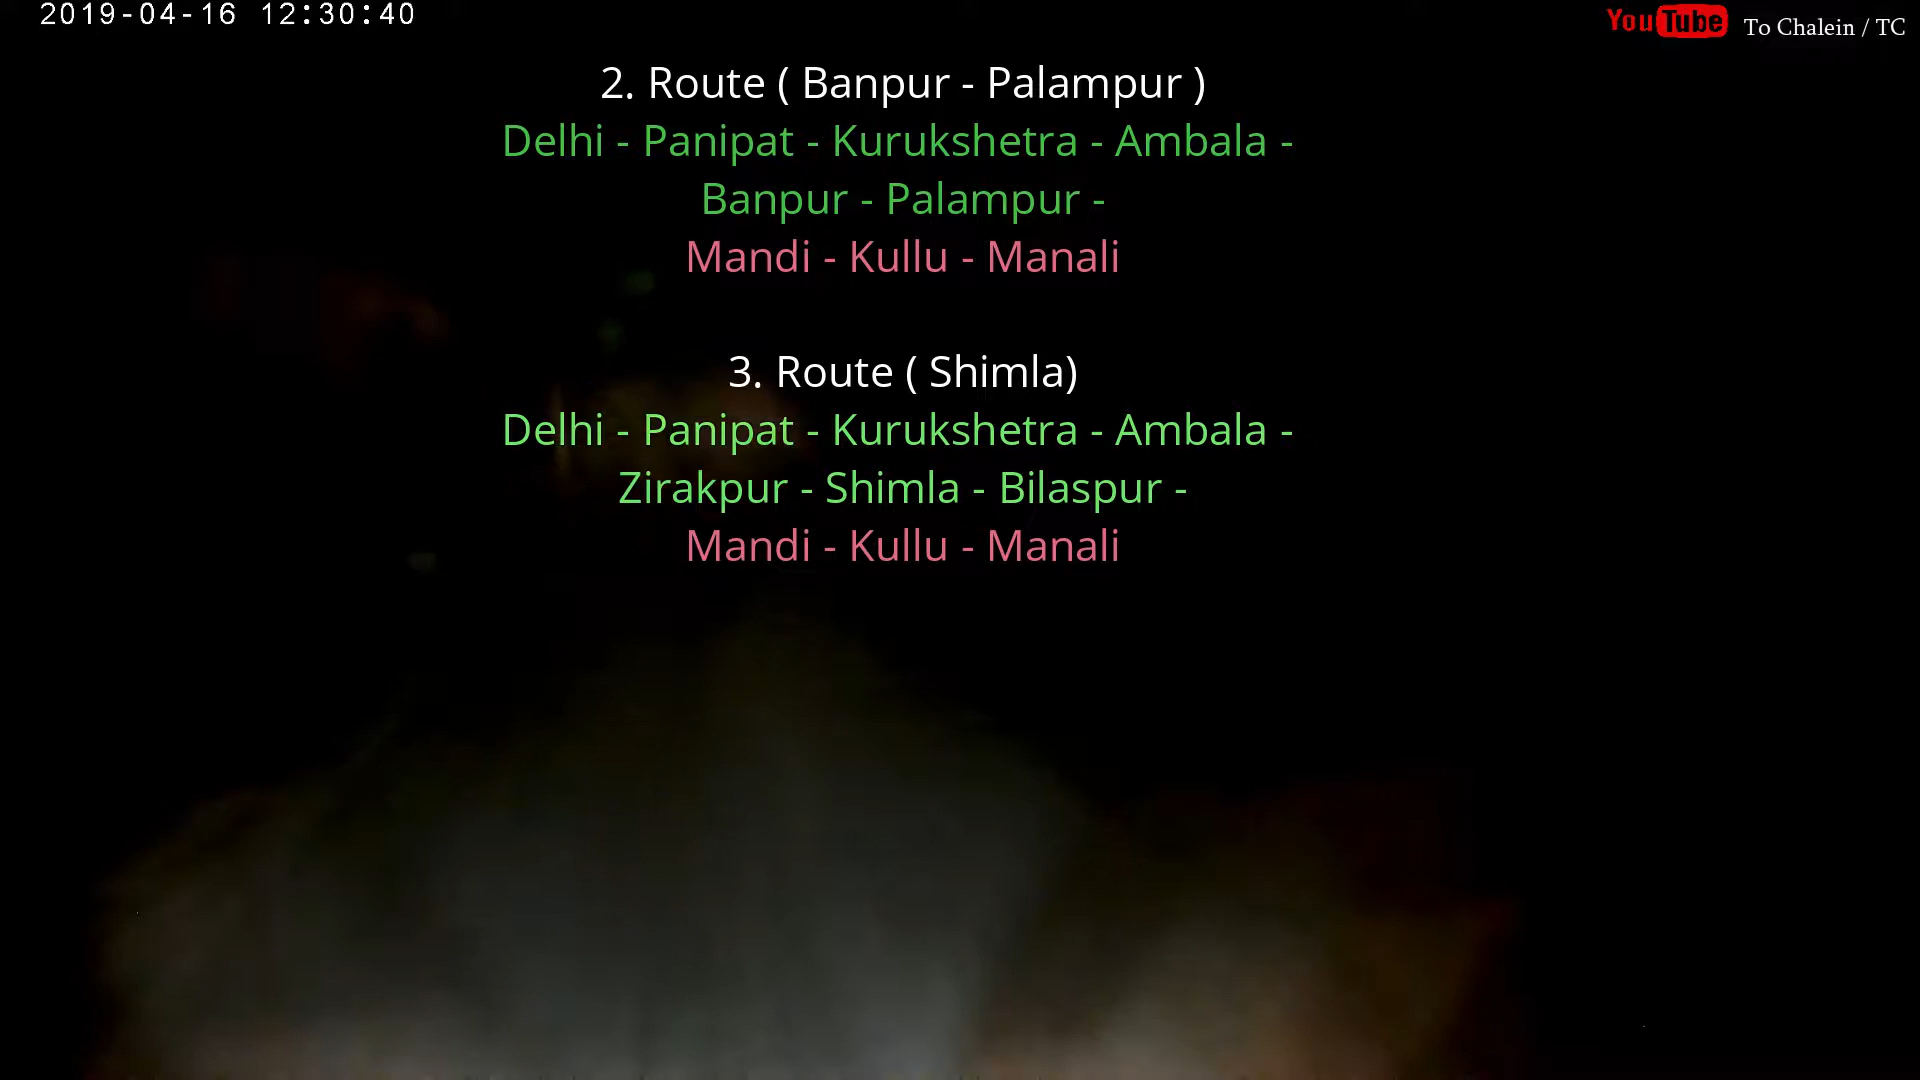 2019-04-16 12:30:40
YouTube To Chalein / TC
2. Route ( Banpur - Palampur )
Delhi - Panipat - Kurukshetra - Ambala -
Banpur - Palampur -
Mandi - Kullu - Manali
3. Route ( Shimla)
Delhi - Panipat - Kurukshetra - Ambala -
Zirakpur - Shimla - Bilaspur -
Mandi - Kullu - Manali